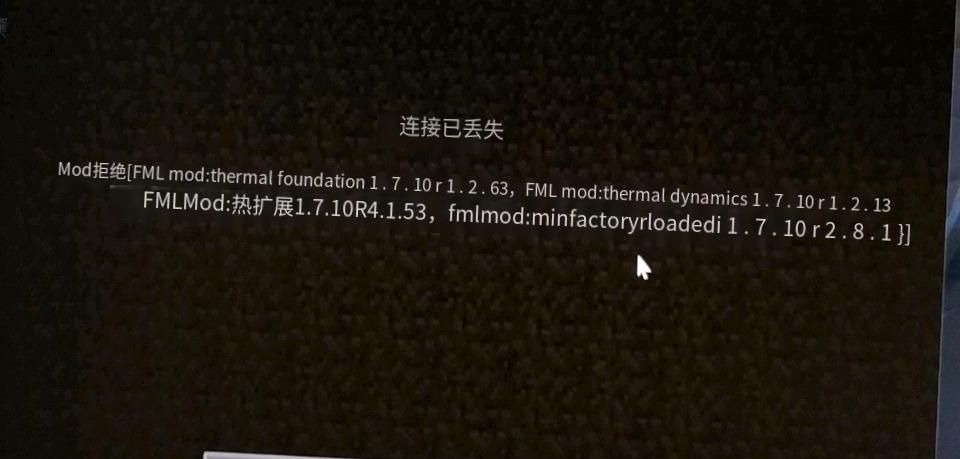 连接已丢失
Mod拒绝[FML mod:thermal foundation 1.7.10 r 1.2.63，FML mod:thermal dynamics 1.7.10 r 1.2.13
FMLMod:热扩展1.7.10R4.1.53，fmlmod:minfactoryrloadedi 1.7.10 r 2.8.1 }]